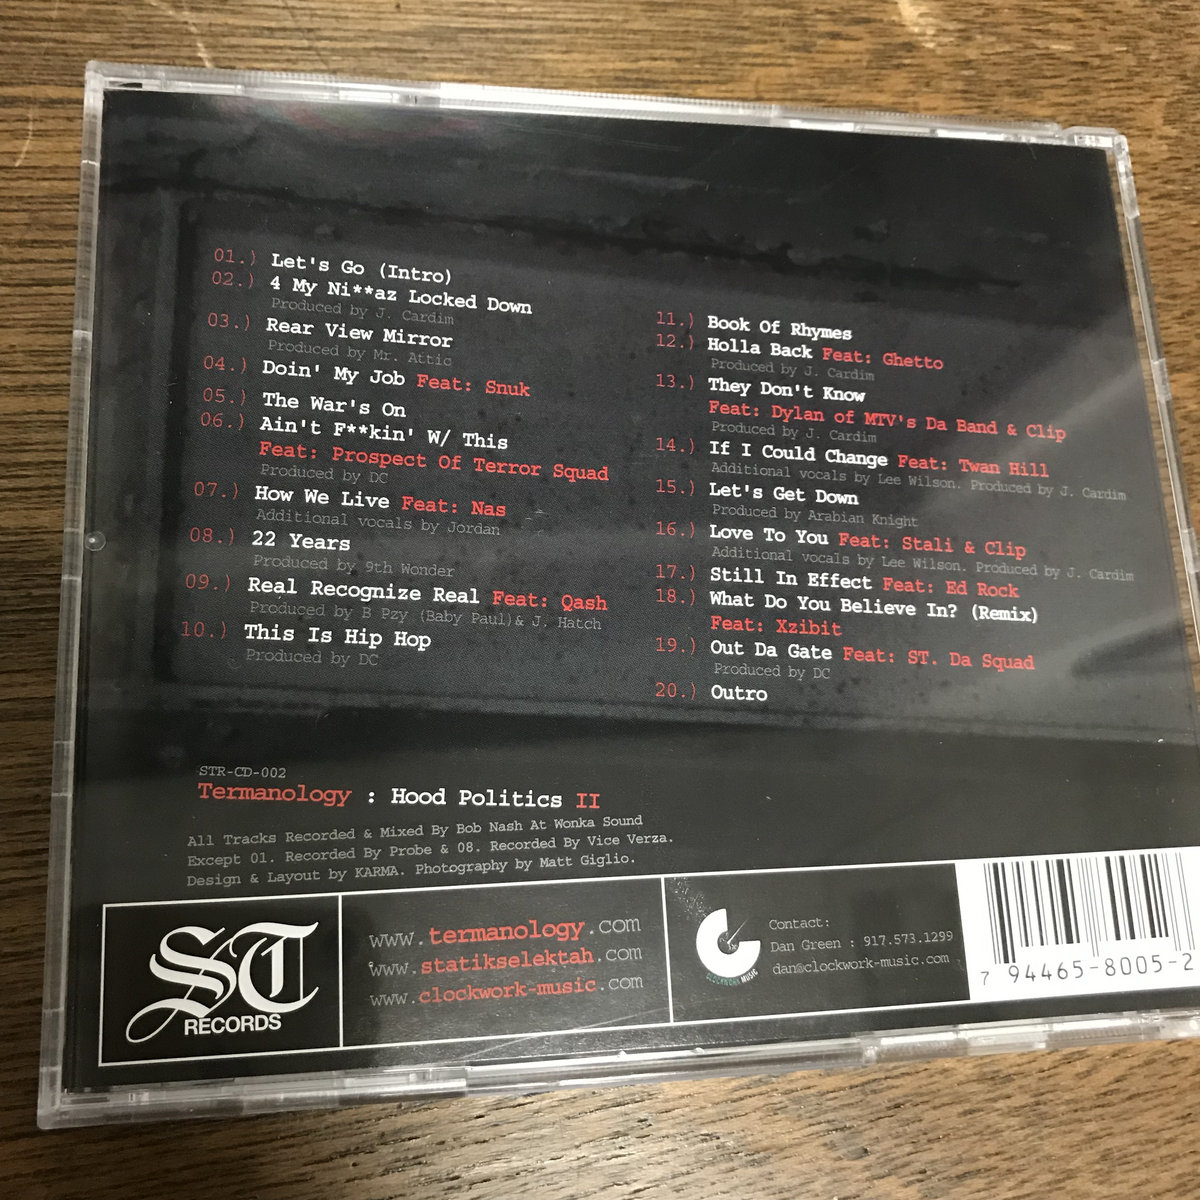 01.) Let's Go (Intro)
02.) 4 My Ni**az Locked Down
Produced by J. Cardim
03.) Rear View Mirror
Produced by Mr. Attic
04.) Doin' My Job Feat: Snuk
05.) The War's On
06.) Ain't F**kin' W/ This
Feat: Prospect Of Terror Squad
Produced by DC
07.) How We Live Feat: Nas
Additional vocals by Jordan
08.) 22 Years
Produced by 9th Wonder
09.) Real Recognize Real Feat: Qash
Produced by B Pzy (Baby Paul)& J. Hatch
10.) This Is Hip Hop
Produced by DC
11.) Book Of Rhymes
12.) Holla Back Feat: Ghetto
Produced by J. Cardim
13.) They Don't Know
Feat: Dylan of MTV's Da Band & Clip
Produced by J. Cardim
14.) If I Could Change Feat: Twan Hill
Additional vocals by Lee Wilson. Produced by J. Cardim
15.) Let's Get Down
Produced by Arabian Knight
16.) Love To You Feat: Stali & Clip
Additional vocals by Lee Wilson. Produced by J. Cardim
17.) Still In Effect Feat: Ed Rock
18.) What Do You Believe In? (Remix)
Feat: Xzibit
19.) Out Da Gate Feat: ST. Da Squad
Produced by DC
20.) Outro
STR-CD-002
Termanology : Hood Politics II
All Tracks Recorded & Mixed By Bob Nash At Wonka Sound
Except 01. Recorded By Probe & 08. Recorded By Vice Verza.
Design & Layout by KARMA. Photography by Matt Giglio.
ST
RECORDS
www.termanology.com
www.statikselektah.com
www.clockwork-music.com
CLOCKWORK MUSIC
Contact:
Dan Green : 917.573.1299
dan@clockwork-music.com
7 94465-8005-2